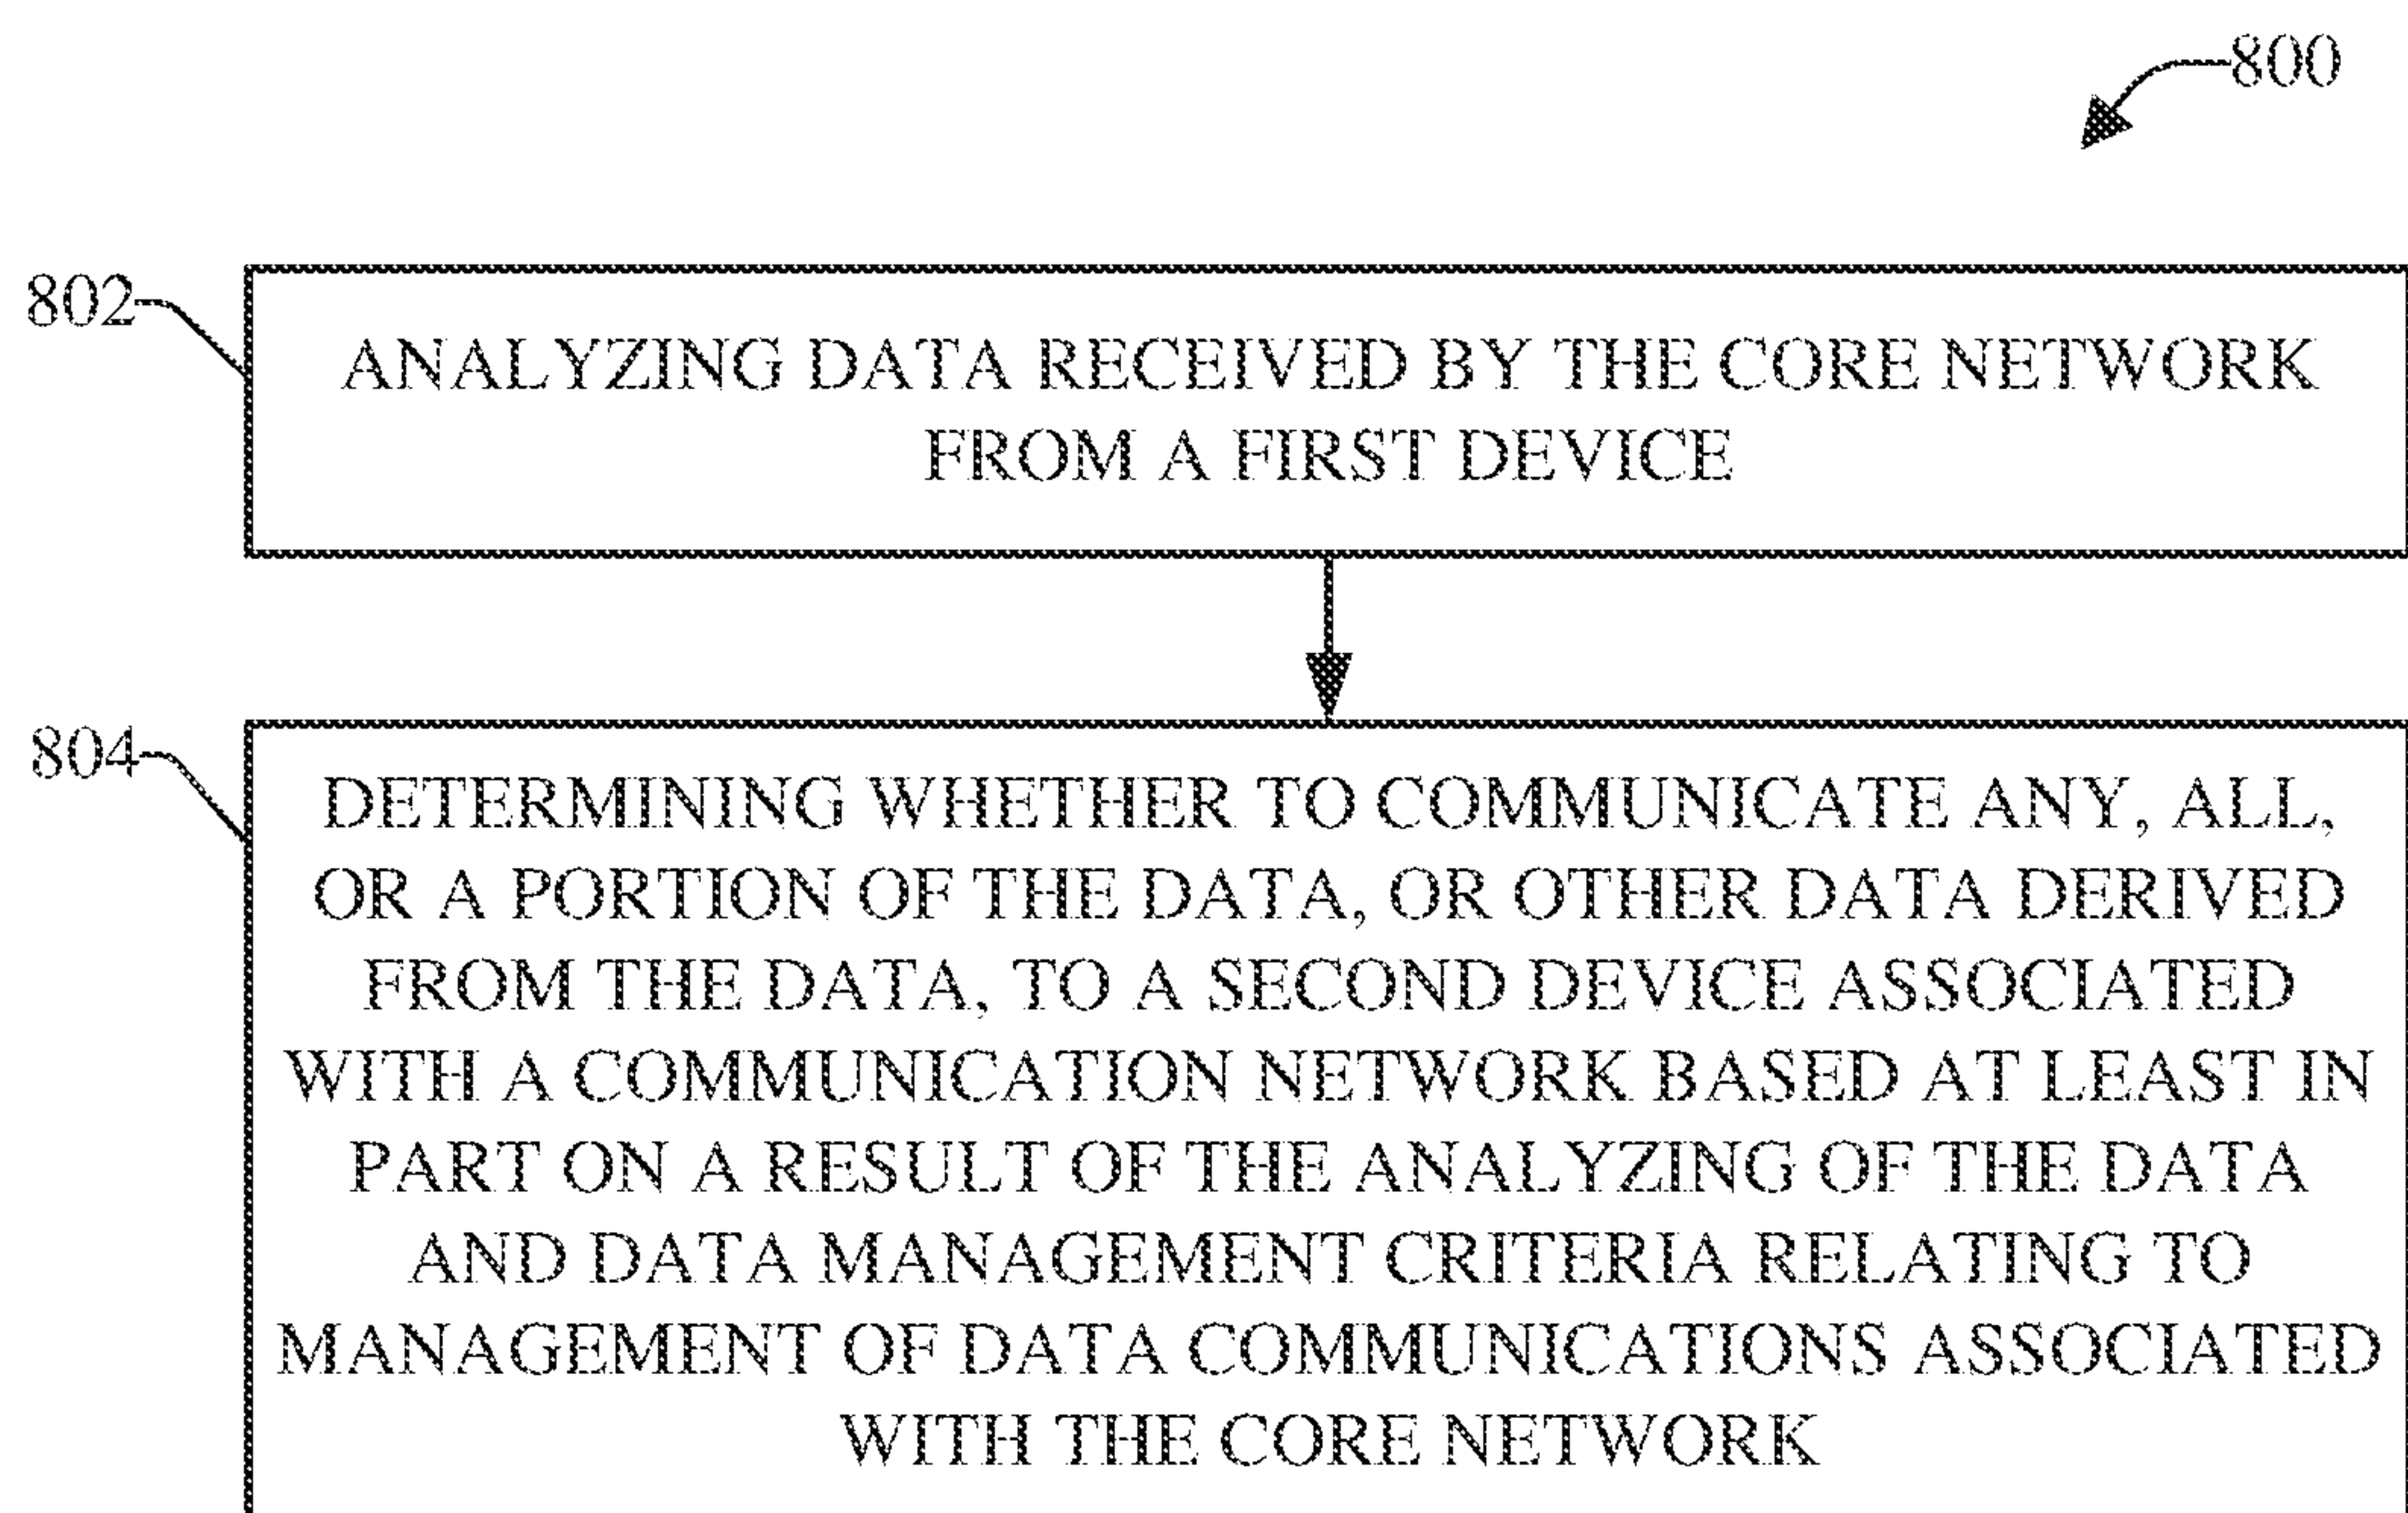 800
802
ANALYZING DATA RECEIVED BY THE CORE NETWORK
FROM A FIRST DEVICE
804
DETERMINING WHETHER TO COMMUNICATE ANY, ALL,
OR A PORTION OF THE DATA, OR OTHER DATA DERIVED
FROM THE DATA, TO A SECOND DEVICE ASSOCIATED
WITH A COMMUNICATION NETWORK BASED AT LEAST IN
PART ON A RESULT OF THE ANALYZING OF THE DATA
AND DATA MANAGEMENT CRITERIA RELATING TO
MANAGEMENT OF DATA COMMUNICATIONS ASSOCIATED
WITH THE CORE NETWORK